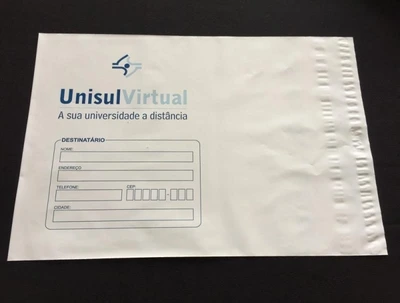 UnisulVirtual
A sua universidade a distância
DESTINATÁRIO
NOME:
ENDEREÇO:
TELEFONE: CEP:
CIDADE: